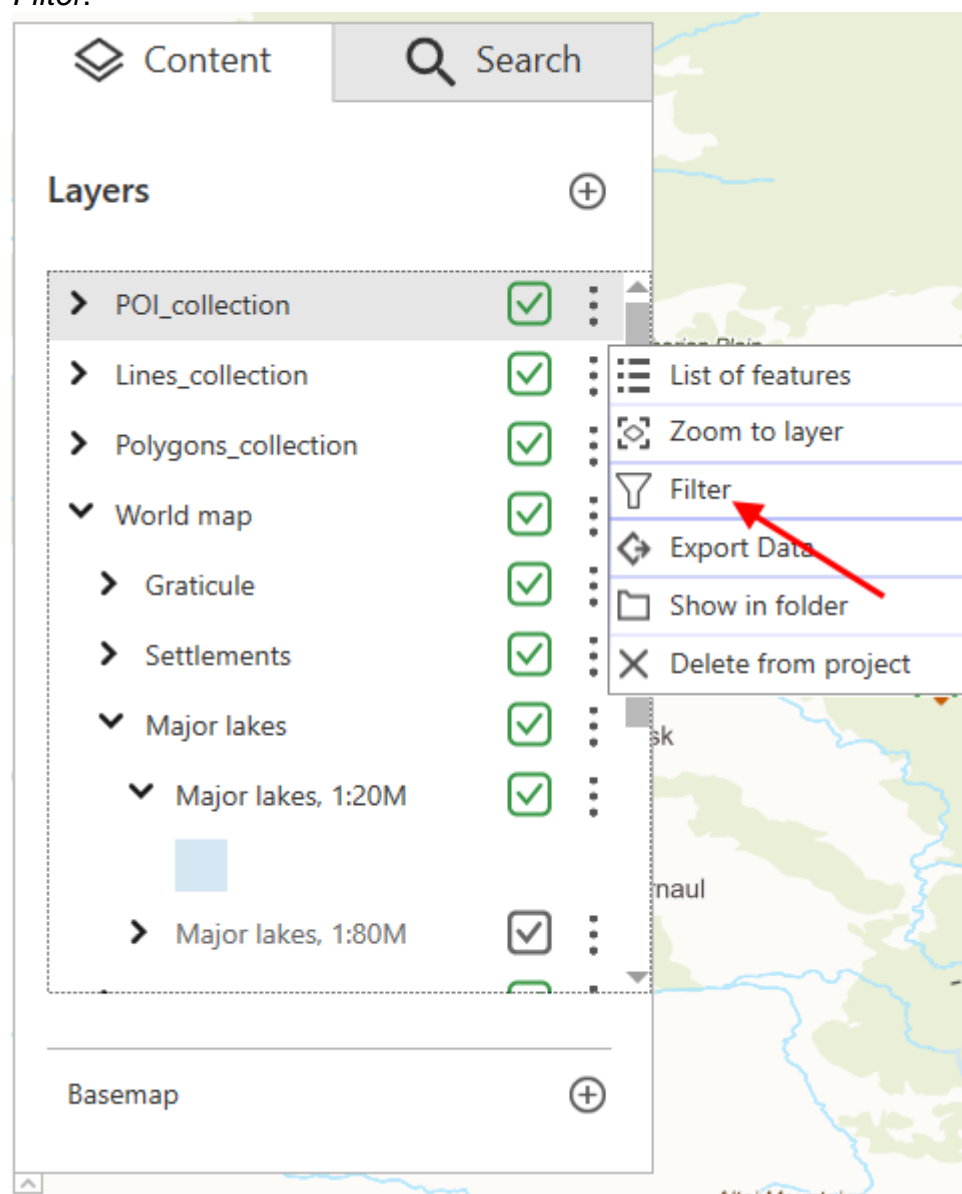 Filter.
Content
Search
Layers
POI_collection
Lines_collection
Polygons_collection
World map
Graticule
Settlements
Major lakes
Major lakes, 1:20M
Major lakes, 1:80M
Basemap
List of features
Zoom to layer
Filter
Export Data
Show in folder
Delete from project
Plain
sk
naul